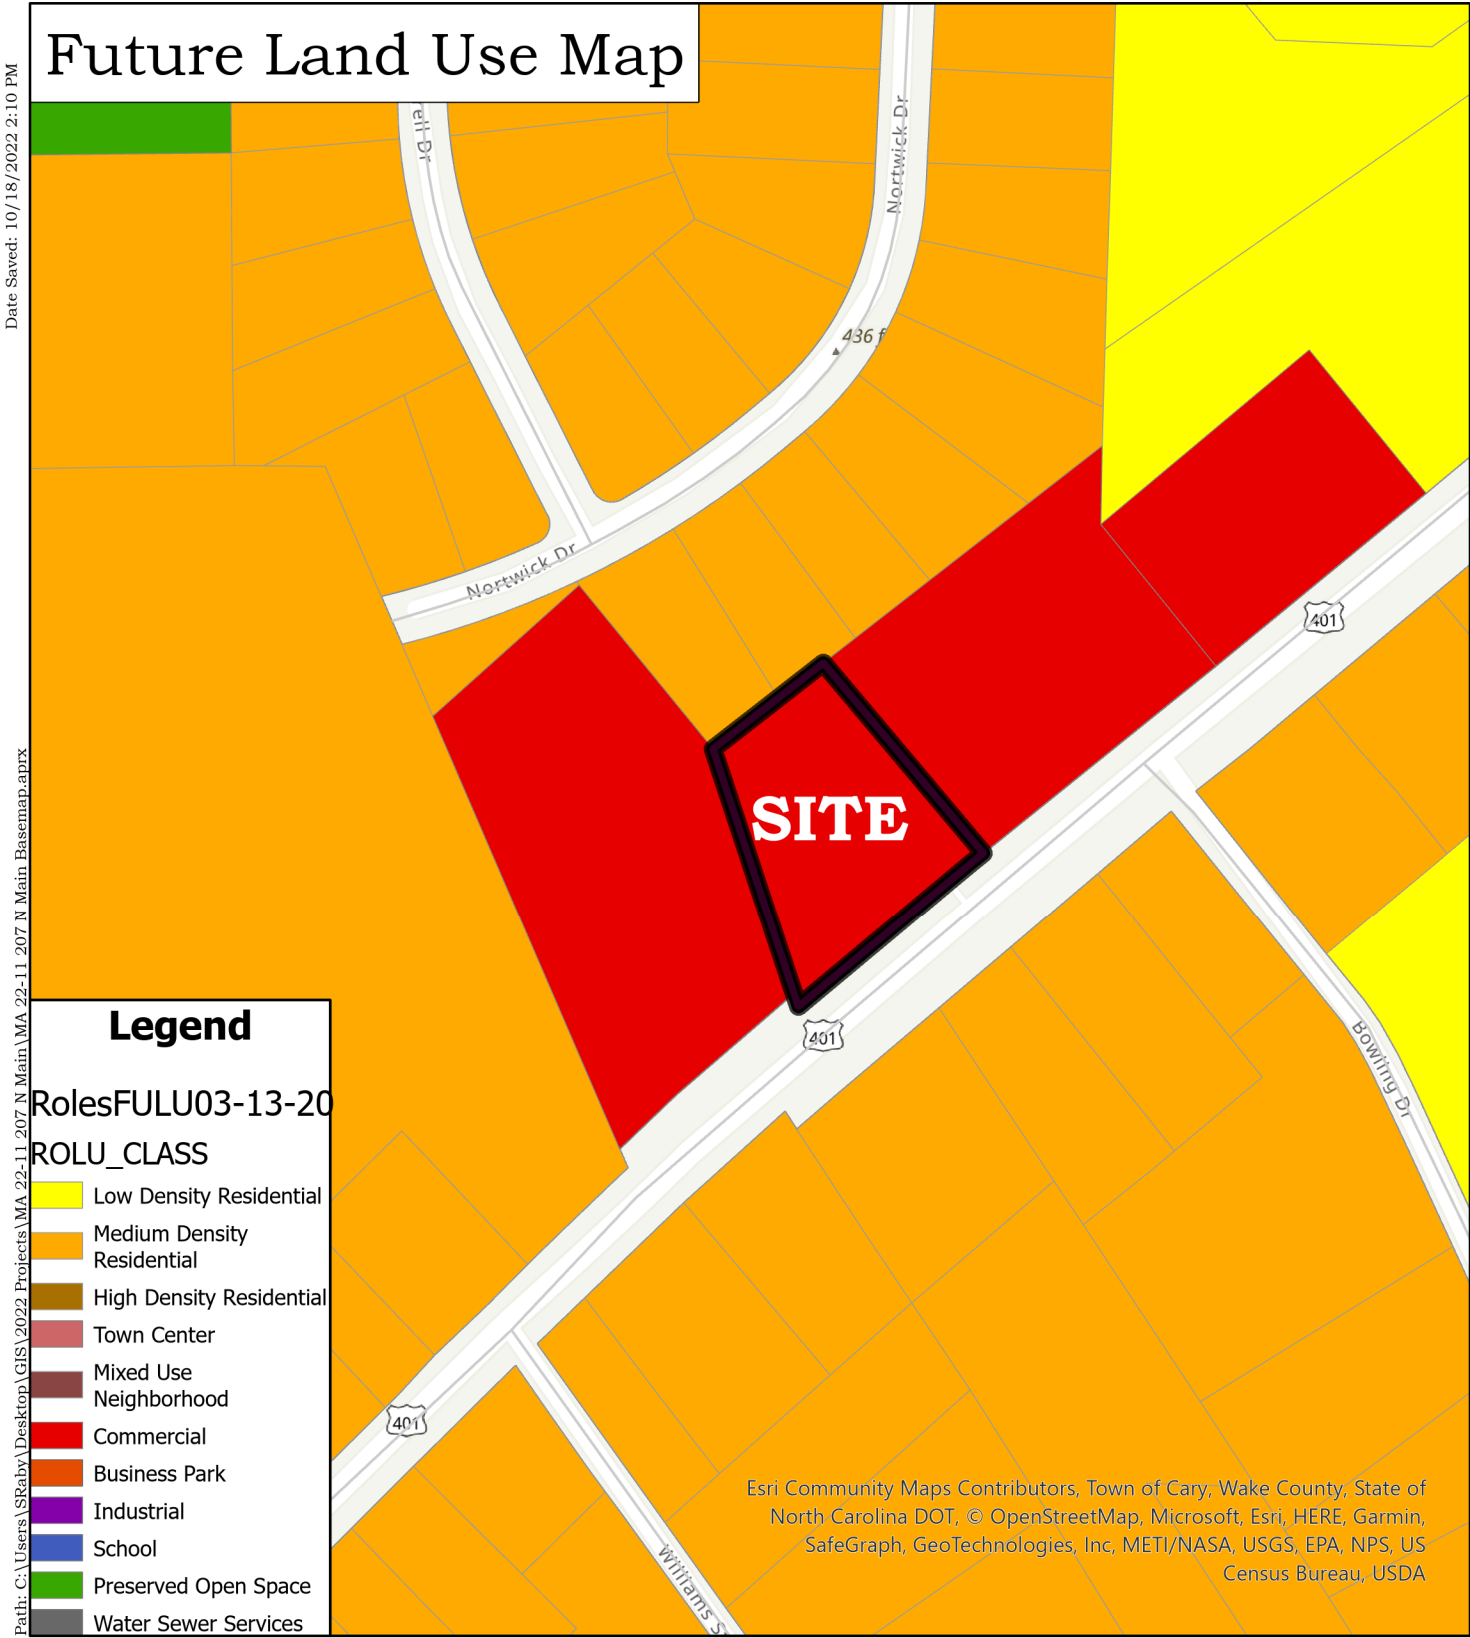 Future Land Use Map
Date Saved: 10/18/2022 2:10 PM
Path: C:\Users\SRaby\Desktop\GIS\2022 Projects\MA 22-11 207 N Main\MA 22-11 207 N Main Basemap.aprx
ell Dr
Nortwick Dr
436 f
Nortwick Dr
401
SITE
401
Bowling Dr
401
Williams S
Legend
RolesFULU03-13-20
ROLU_CLASS
Low Density Residential
Medium Density
Residential
High Density Residential
Town Center
Mixed Use
Neighborhood
Commercial
Business Park
Industrial
School
Preserved Open Space
Water Sewer Services
Esri Community Maps Contributors, Town of Cary, Wake County, State of
North Carolina DOT, © OpenStreetMap, Microsoft, Esri, HERE, Garmin,
SafeGraph, GeoTechnologies, Inc, METI/NASA, USGS, EPA, NPS, US
Census Bureau, USDA